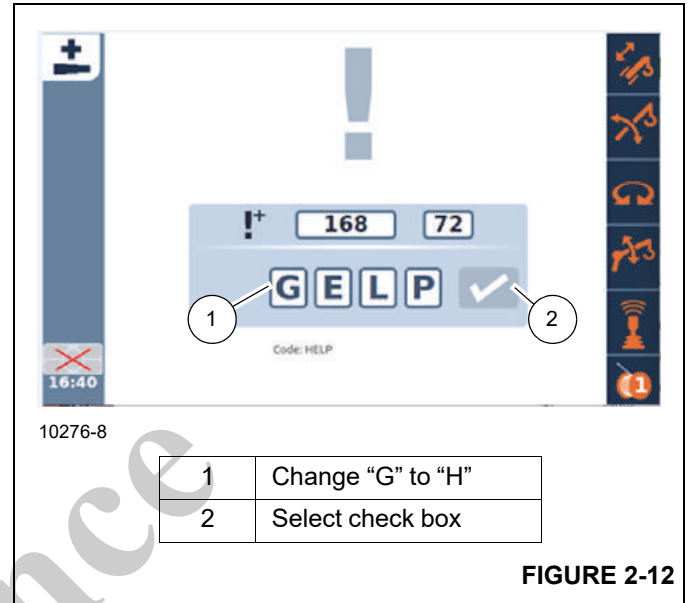 !+ 168 72
G E L P
1
2
Code: HELP
16:40
1
10276-8
1 Change “G” to “H”
2 Select check box
FIGURE 2-12